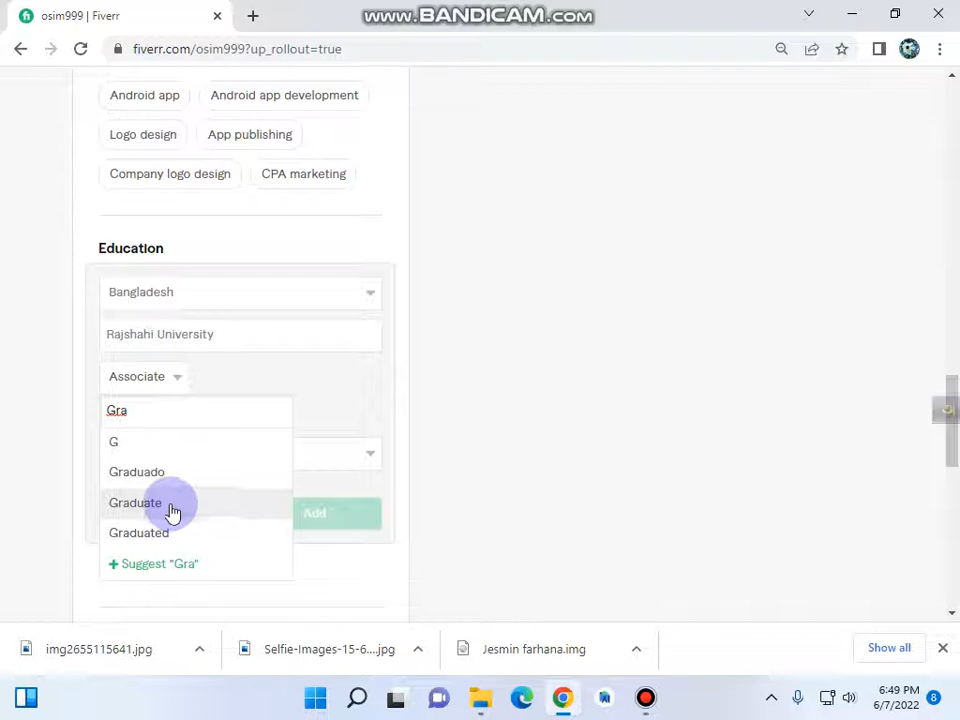 osim999 | Fiverr
www.BANDICAM.com
fiverr.com/osim999?up_rollout=true
Android app
Android app development
Logo design
App publishing
Company logo design
CPA marketing
Education
Bangladesh
Rajshahi University
Associate
Gra
G
Graduado
Graduate
Graduated
+ Suggest "Gra"
Add
img2655115641.jpg
Selfie-Images-15-6....jpg
Jesmin farhana.img
Show all
6:49 PM
6/7/2022
8